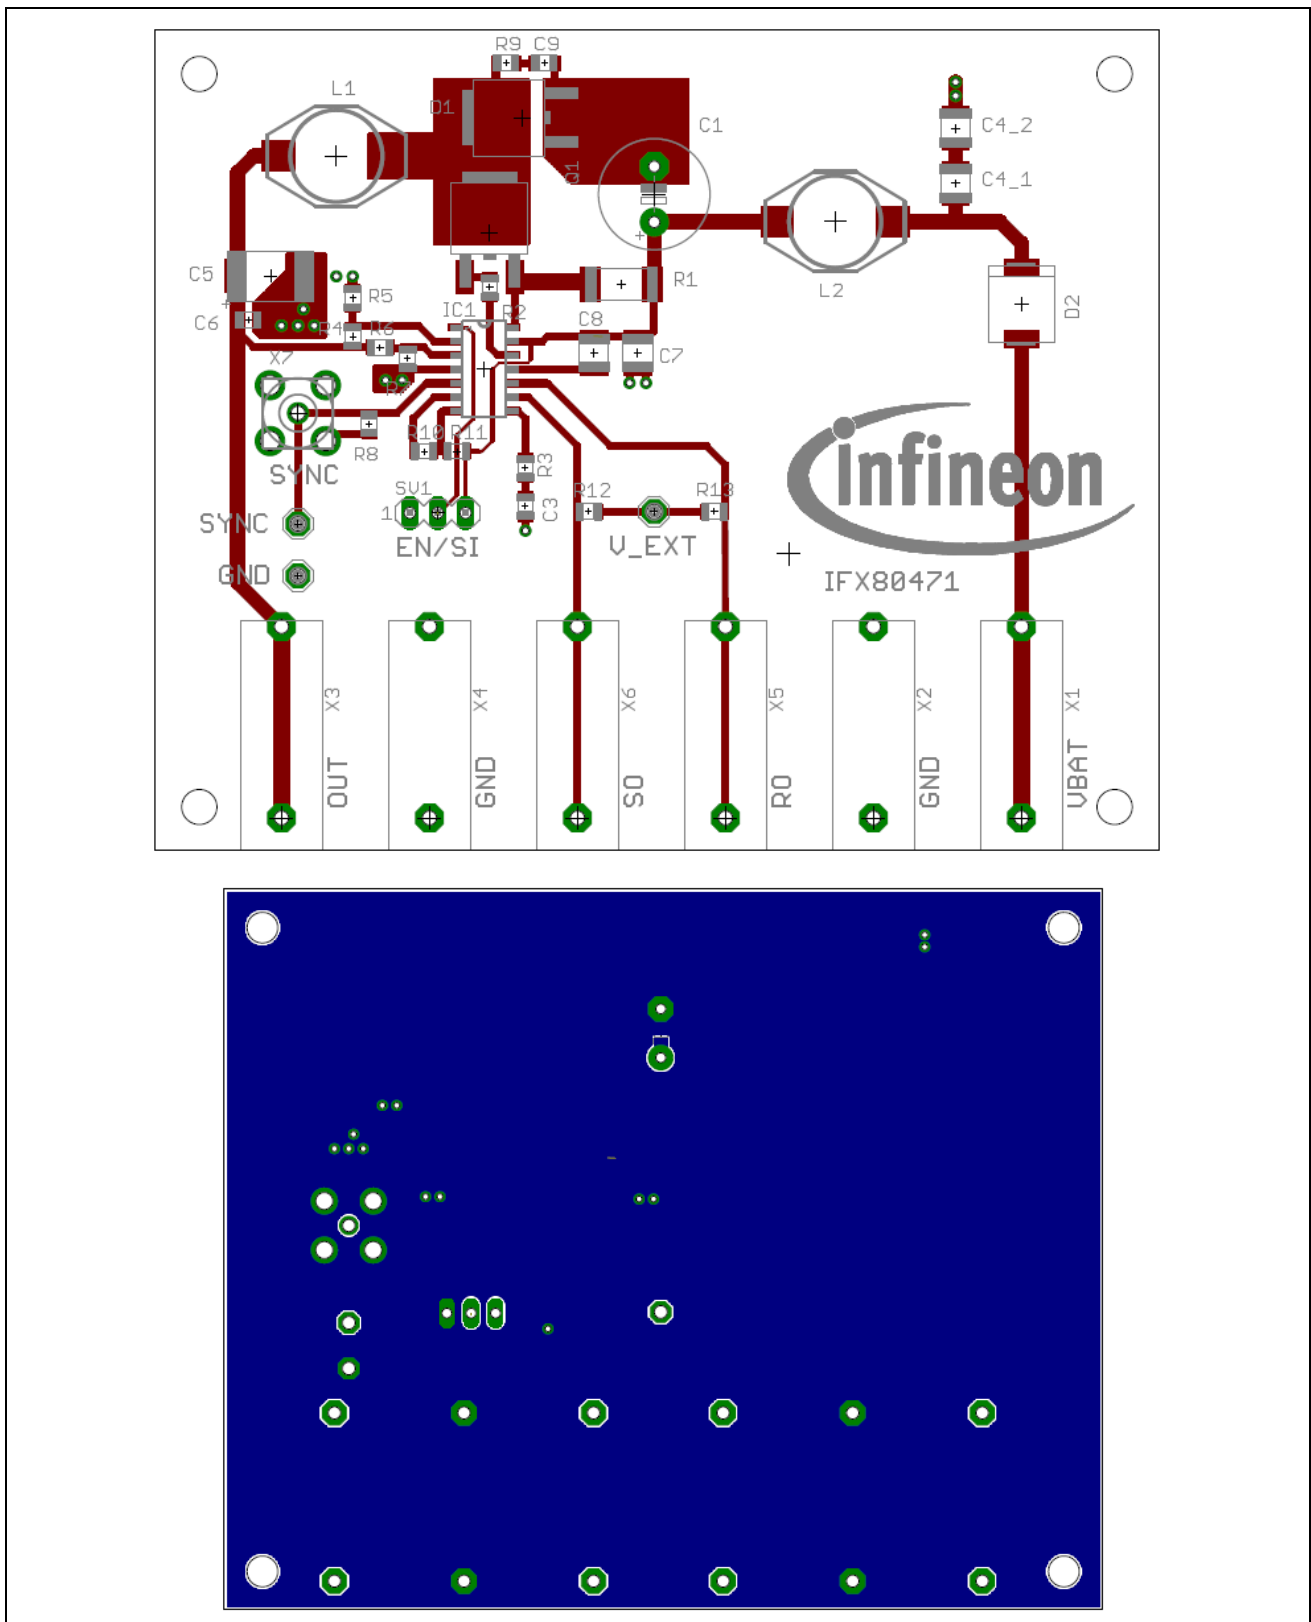 R9 C9
L1
D1
C1
C4_2
Q1
C4_1
C5
R5
R1
L2
D2
C6
R4
R6
IC1
R2
C8
C7
X7
R7
R10
R11
R8
SYNC
infineon
R3
SV1
R12
R13
1
C3
SYNC
EN/SI
V_EXT
GND
IFX80471
X3
X4
X6
X5
X2
X1
OUT
GND
SO
RO
GND
VBAT